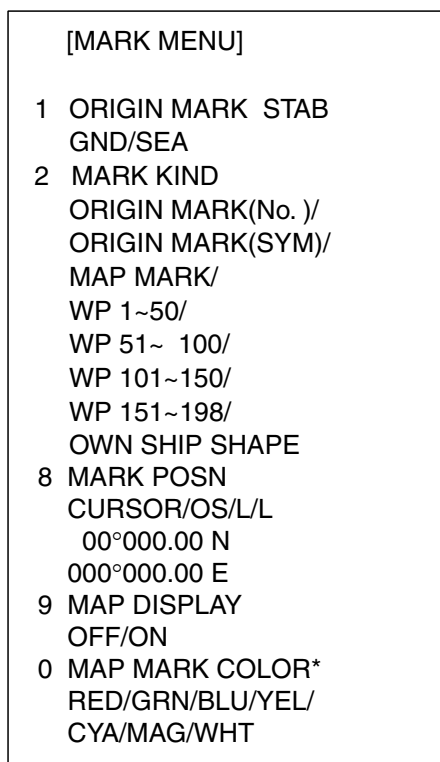 [MARK MENU]
1 ORIGIN MARK STAB
GND/SEA
2 MARK KIND
ORIGIN MARK(No. )/
ORIGIN MARK(SYM)/
MAP MARK/
WP 1~50/
WP 51~ 100/
WP 101~150/
WP 151~198/
OWN SHIP SHAPE
8 MARK POSN
CURSOR/OS/L/L
00°000.00 N
000°000.00 E
9 MAP DISPLAY
OFF/ON
0 MAP MARK COLOR*
RED/GRN/BLU/YEL/
CYA/MAG/WHT